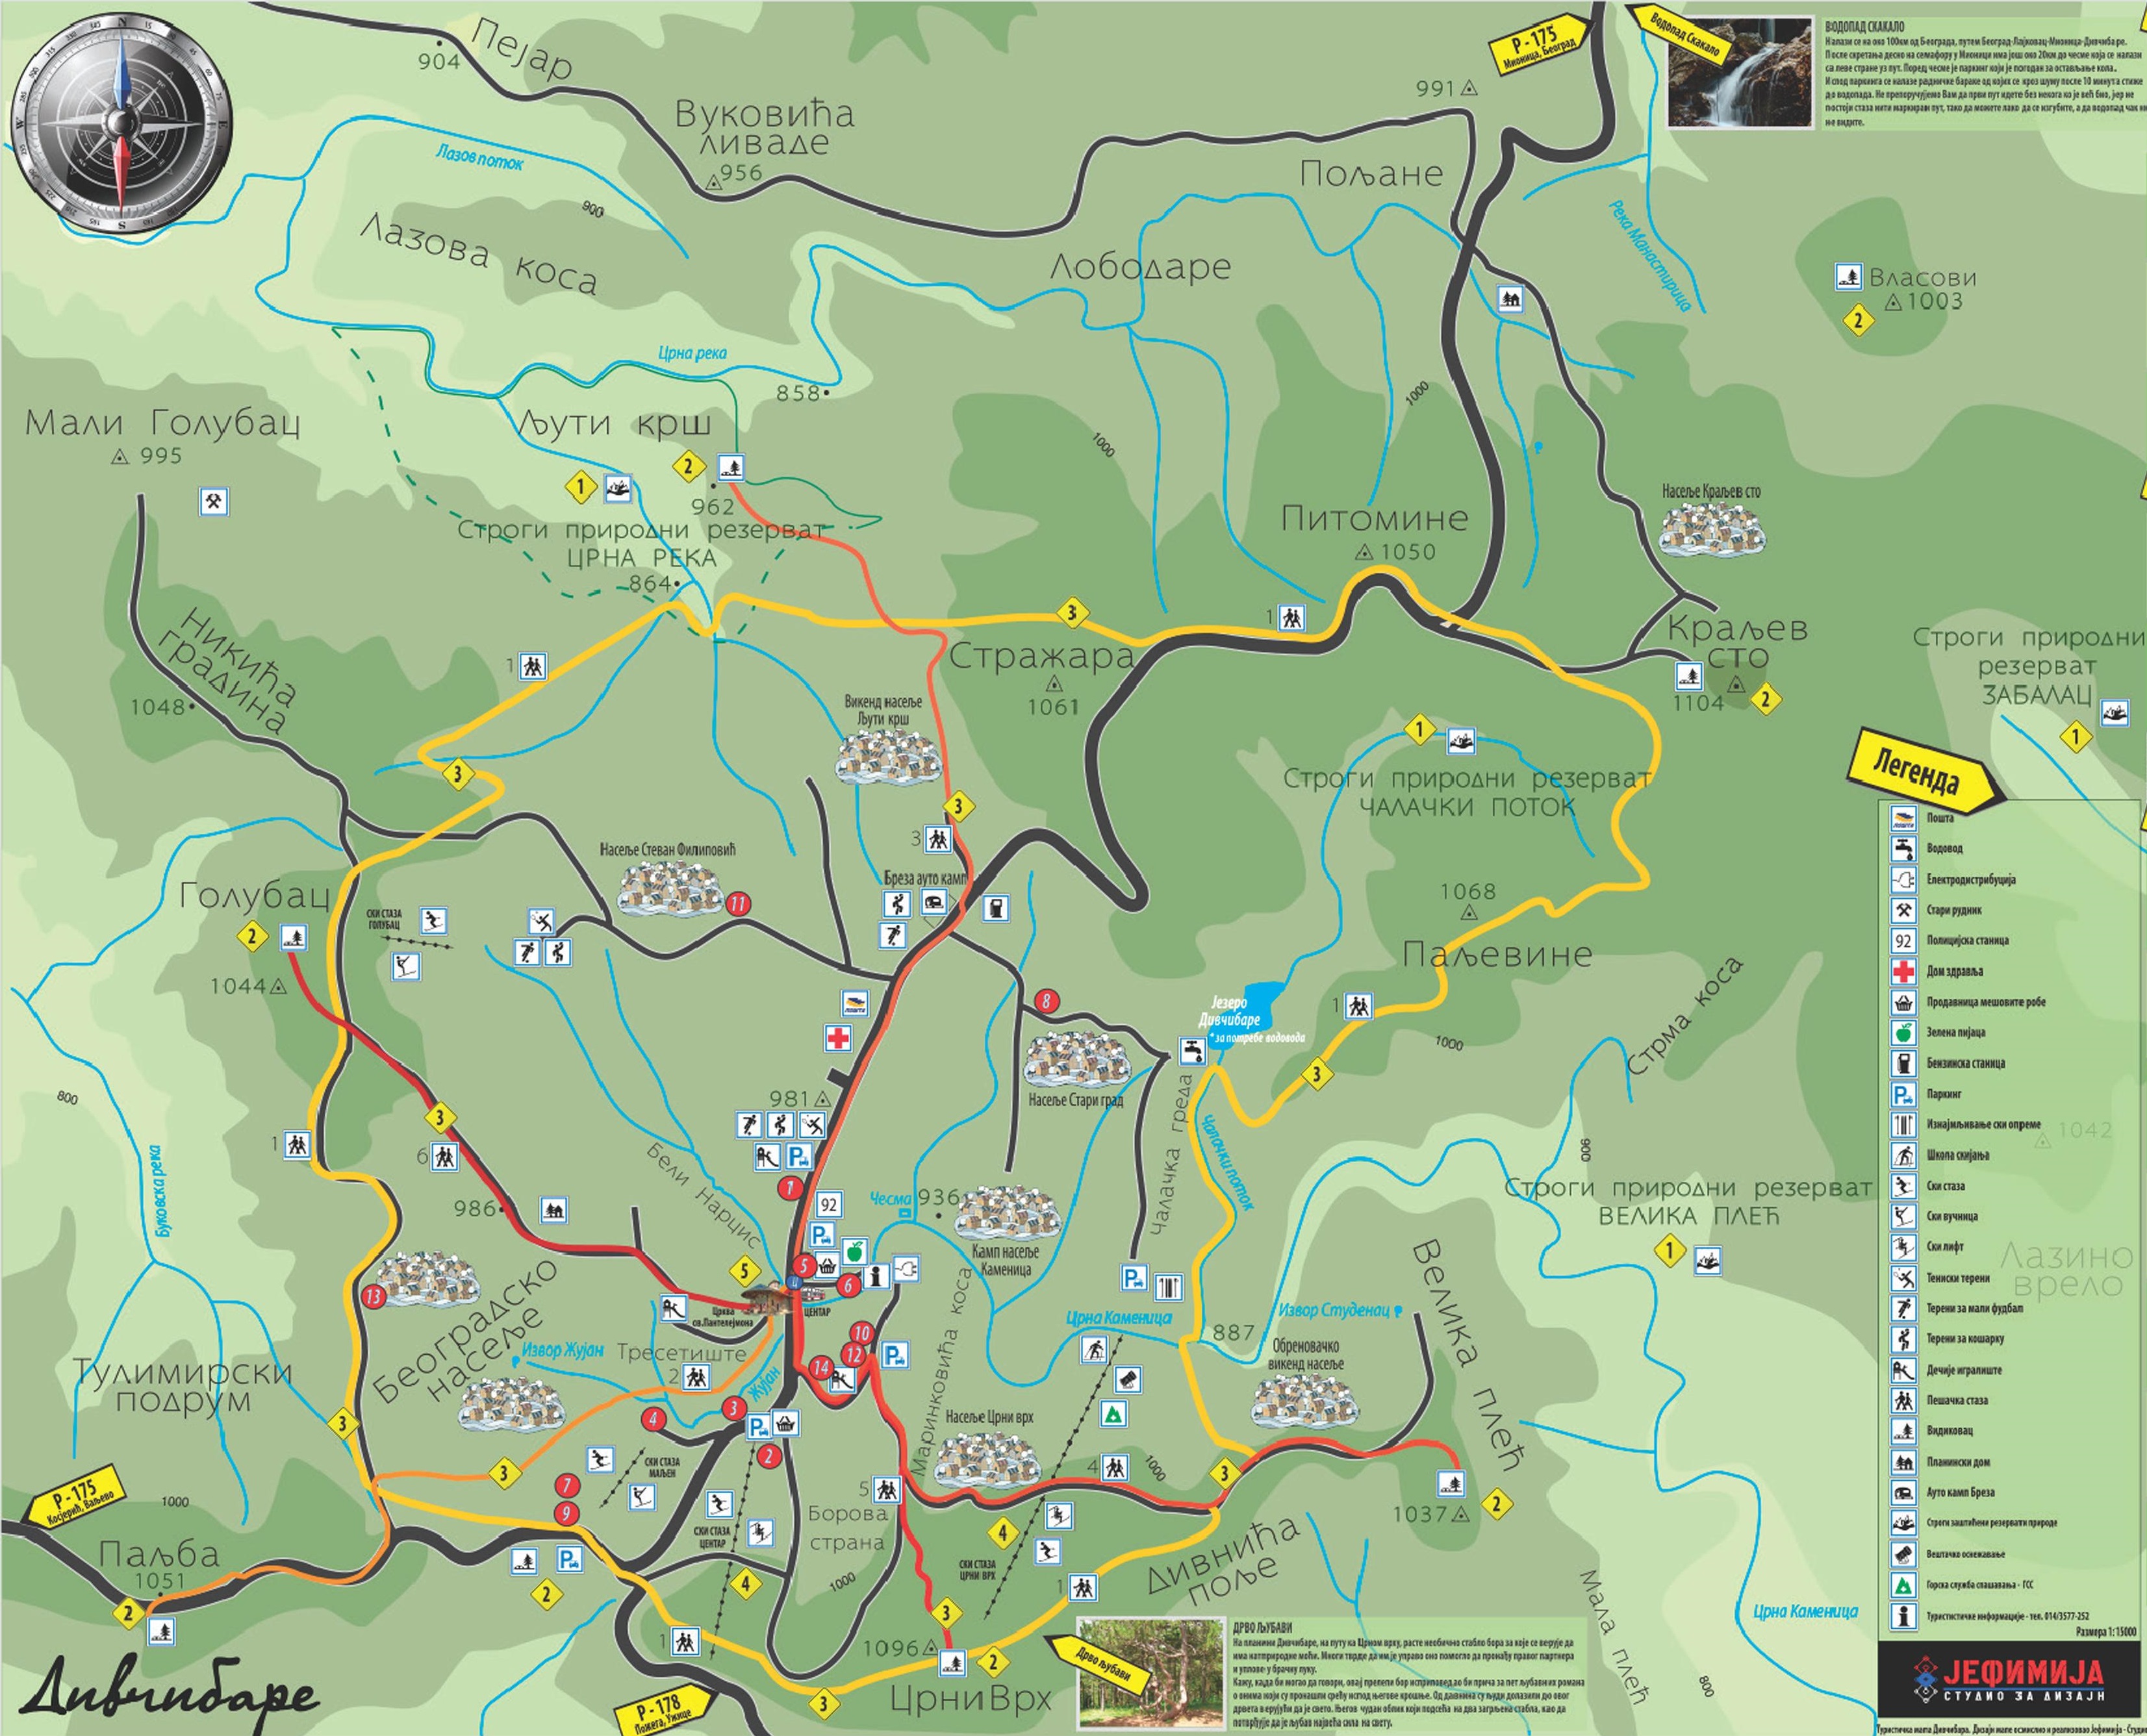 Пејар
904
Вуковића
ливаде
956
Р-175
Мионица, Београд
Водопад Скакало
ВОДОПАД СКАКАЛО
Налази се на око 100км од Београда, путем Београд-Лајковац-Мионица-Дивчибаре.
После скретања десно на семафору у Мионици има још око 20км до чесме која се налази
са леве стране уз пут. Поред чесме је паркинг који је погодан за остављање кола.
Испод паркинга се налазе радничке бараке од којих се кроз шуму после 10 минута стиже
до водопада. Не препоручујемо Вам да први пут идете без некога ко је већ био, јер не
постоји стаза нити маркиран пут, тако да можете лако да се изгубите, а да водопад чак ни
не видите.
991
Пољане
Лазов поток
900
Лазова коса
Лободаре
Река Манастирица
Власови
1003
2
Црна река
858
1000
1000
Мали Голубац
995
Љути крш
1
2
962
Строги природни резерват
ЦРНА РЕКА
864
Питомине
1050
Насеље Краљев сто
Краљев
сто
1104
2
Строги природни
резерват
ЗАБАЛАЦ
1
Никића
градина
1048
1
3
1
3
Стражара
1061
Викенд насеље
Љути крш
3
3
1
Строги природни резерват
ЧАЛАЧКИ ПОТОК
Насеље Стеван Филиповић
11
Бреза ауто камп
Голубац
2
1044
СКИ СТАЗА
ГОЛУБАЦ
1068
Паљевине
Стрма коса
8
Језеро
Дивчибаре
* за потребе водовода
1
1000
3
Насеље Стари град
пошта
981
800
Буковска река
1
3
6
986
Бели Нарцис
1
92
Чесма
936
Камп насеље
Каменица
Чалачка греда
Чалачки поток
900
1042
Строги природни резерват
ВЕЛИКА ПЛЕЋ
1
Лазино
врело
13
Београдско
насеље
5
5
6
Ц
Црква
св.Пантелејмона
ЦЕНТАР
Извор Жујан
Тресетиште
2
Жујан
10
12
14
Маринковића коса
Црна Каменица
887
Извор Студенац
Обреновачко
викенд насеље
Велика плећ
Тулимирски
подрум
3
3
4
3
2
7
9
СКИ СТАЗА
МАЉЕН
СКИ СТАЗА
ЦЕНТАР
Борова
страна
5
Насеље Црни врх
4
1000
3
1037
2
Р-175
Косјерић, Ваљево
1000
Паљба
1051
2
2
4
1000
3
4
СКИ СТАЗА
ЦРНИ ВРХ
1
Дивнића
поље
Мала плећ
Црна Каменица
800
1
1096
2
3
Црни Врх
Р-178
Пожега, Ужице
Дивчибаре
Дрво љубави
ДРВО ЉУБАВИ
На планини Дивчибаре, на путу ка Црном врху, расте необично стабло бора за које се верује да
има натприродне моћи. Многи тврде да им је управо оно помогло да пронађу правог партнера
и уплове у брачну луку.
Кажу, када би могао да говори, овај прелепи бор исприповедао би прича за пет љубавних романа
о онима који су пронашли срећу испод његове крошње. Од давнина су људи долазили до овог
дрвета верујући да је свето. Његов чудан облик који подсећа на два загрљена стабла, као да
потврђује да је љубав највећа сила на свету.
Легенда
Пошта
Водовод
Електродистрибуција
Стари рудник
92 Полицијска станица
Дом здравља
Продавница мешовите робе
Зелена пијаца
Бензинска станица
Паркинг
Изнајмљивање ски опреме
Школа скијања
Ски стаза
Ски вучница
Ски лифт
Тениски терени
Терени за мали фудбал
Терени за кошарку
Дечије игралиште
Пешачка стаза
Видиковац
Планински дом
Ауто камп Бреза
Строго заштићени резервати природе
Вештачко оснежавање
Горска служба спашавања - ГСС
Туристистичке информације - тел. 014/3577-252
Размера 1:15000
ЈЕФИМИЈА
СТУДИО ЗА ДИЗАЈН
Туристичка мапа Дивчибара. Дизајн мапе осмислио и реализовао Јефимија - Студио